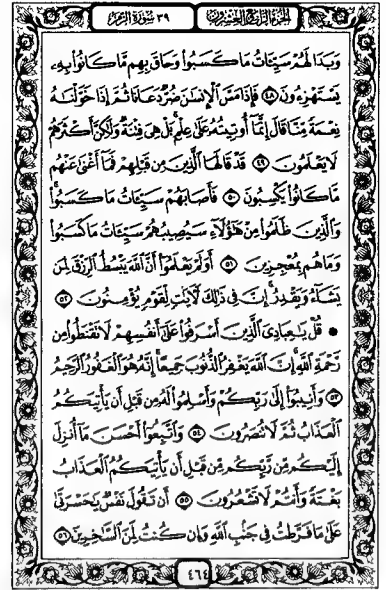 الجزء الرابع والعشرون ٣٩ سورة الزمر
وَبَدَا لَهُمْ سَيِّئَاتُ مَا كَسَبُوا۟ وَحَاقَ بِهِم مَّا كَانُوا۟ بِهِۦ
يَسْتَهْزِءُونَ ۝٤٨ فَإِذَا مَسَّ ٱلْإِنسَٰنَ ضُرٌّ دَعَانَا ثُمَّ إِذَا خَوَّلْنَٰهُ
نِعْمَةً مِّنَّا قَالَ إِنَّمَآ أُوتِيتُهُۥ عَلَىٰ عِلْمٍۭ ۚ بَلْ هِىَ فِتْنَةٌ وَلَٰكِنَّ أَكْثَرَهُمْ
لَا يَعْلَمُونَ ۝٤٩ قَدْ قَالَهَا ٱلَّذِينَ مِن قَبْلِهِمْ فَمَآ أَغْنَىٰ عَنْهُم
مَّا كَانُوا۟ يَكْسِبُونَ ۝٥٠ فَأَصَابَهُمْ سَيِّئَاتُ مَا كَسَبُوا۟ ۚ
وَٱلَّذِينَ ظَلَمُوا۟ مِنْ هَٰٓؤُلَآءِ سَيُصِيبُهُمْ سَيِّئَاتُ مَا كَسَبُوا۟
وَمَا هُم بِمُعْجِزِينَ ۝٥١ أَوَلَمْ يَعْلَمُوٓا۟ أَنَّ ٱللَّهَ يَبْسُطُ ٱلرِّزْقَ لِمَن
يَشَآءُ وَيَقْدِرُ ۚ إِنَّ فِى ذَٰلِكَ لَءَايَٰتٍ لِّقَوْمٍ يُؤْمِنُونَ ۝٥٢
۞ قُلْ يَٰعِبَادِىَ ٱلَّذِينَ أَسْرَفُوا۟ عَلَىٰٓ أَنفُسِهِمْ لَا تَقْنَطُوا۟ مِن
رَّحْمَةِ ٱللَّهِ ۚ إِنَّ ٱللَّهَ يَغْفِرُ ٱلذُّنُوبَ جَمِيعًا ۚ إِنَّهُۥ هُوَ ٱلْغَفُورُ ٱلرَّحِيمُ
۝٥٣ وَأَنِيبُوٓا۟ إِلَىٰ رَبِّكُمْ وَأَسْلِمُوا۟ لَهُۥ مِن قَبْلِ أَن يَأْتِيَكُمُ
ٱلْعَذَابُ ثُمَّ لَا تُنصَرُونَ ۝٥٤ وَٱتَّبِعُوٓا۟ أَحْسَنَ مَآ أُنزِلَ
إِلَيْكُم مِّن رَّبِّكُم مِّن قَبْلِ أَن يَأْتِيَكُمُ ٱلْعَذَابُ
بَغْتَةً وَأَنتُمْ لَا تَشْعُرُونَ ۝٥٥ أَن تَقُولَ نَفْسٌ يَٰحَسْرَتَىٰ
عَلَىٰ مَا فَرَّطتُ فِى جَنۢبِ ٱللَّهِ وَإِن كُنتُ لَمِنَ ٱلسَّٰخِرِينَ ۝٥٦
٤٦٤